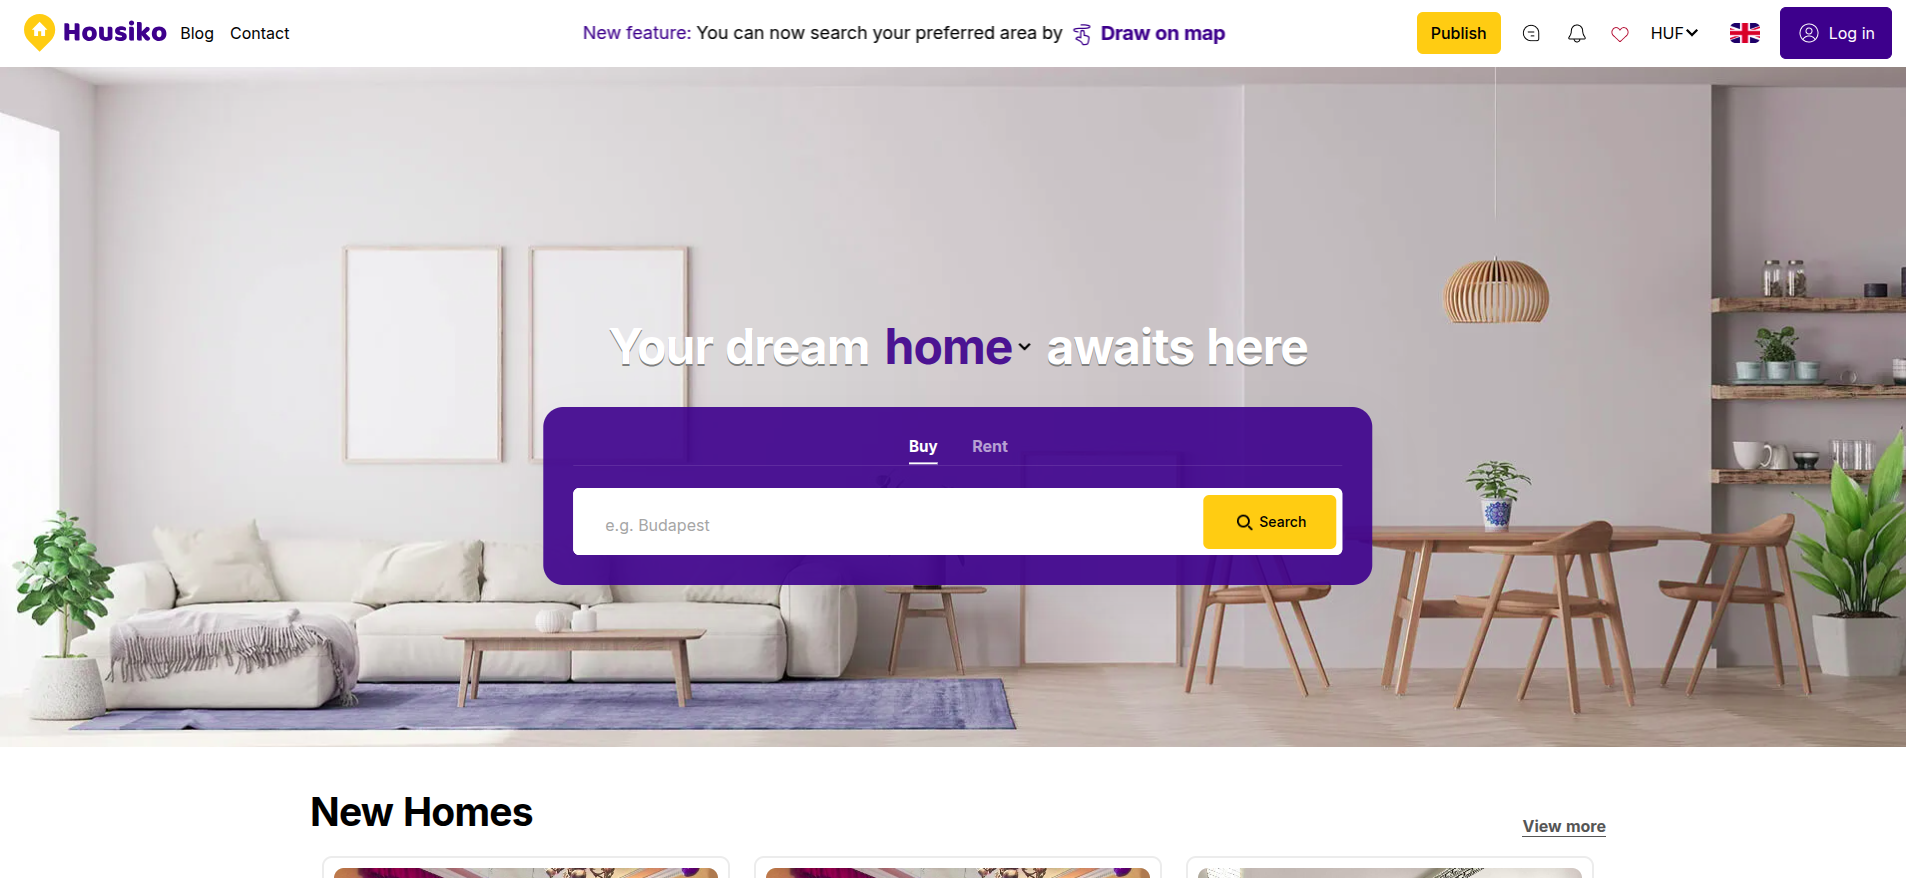 Housiko Blog Contact
New feature: You can now search your preferred area by Draw on map
Publish HUF Log in
Your dream home awaits here
Buy Rent
e.g. Budapest Search
New Homes
View more